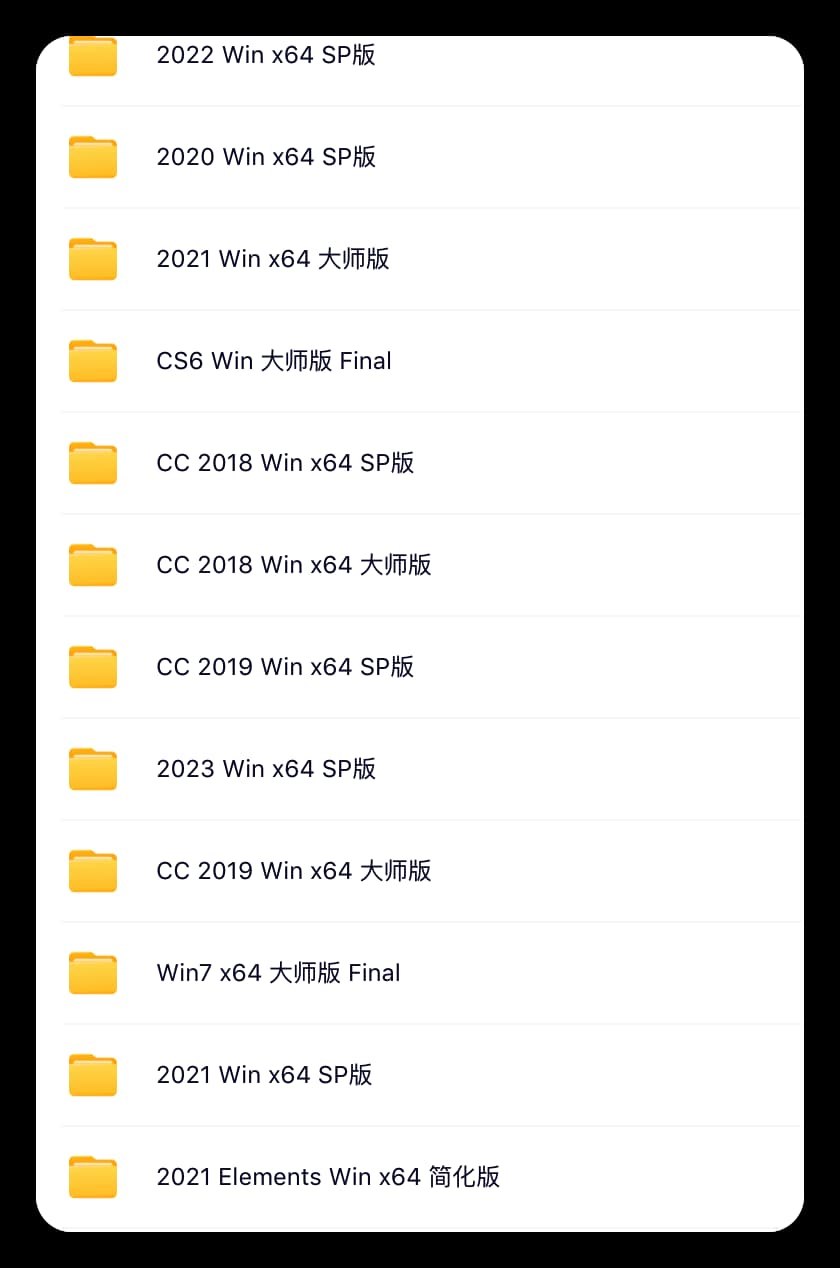 2022 Win x64 SP版
2020 Win x64 SP版
2021 Win x64 大师版
CS6 Win 大师版 Final
CC 2018 Win x64 SP版
CC 2018 Win x64 大师版
CC 2019 Win x64 SP版
2023 Win x64 SP版
CC 2019 Win x64 大师版
Win7 x64 大师版 Final
2021 Win x64 SP版
2021 Elements Win x64 简化版